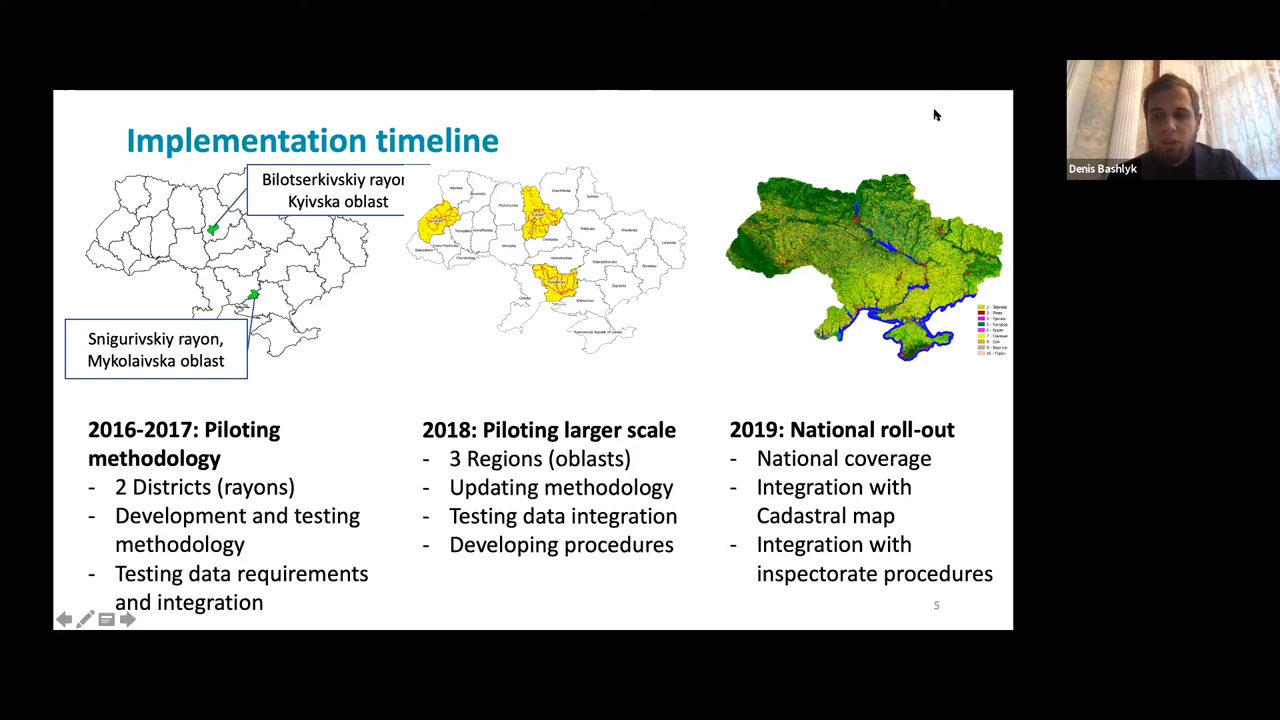 Implementation timeline
Bilotserkivskiy rayon
Kyivska oblast
Snigurivskiy rayon,
Mykolaivska oblast
2016-2017: Piloting
methodology
- 2 Districts (rayons)
- Development and testing
methodology
- Testing data requirements
and integration
2018: Piloting larger scale
- 3 Regions (oblasts)
- Updating methodology
- Testing data integration
- Developing procedures
2019: National roll-out
- National coverage
- Integration with
Cadastral map
- Integration with
inspectorate procedures
5
Denis Bashlyk